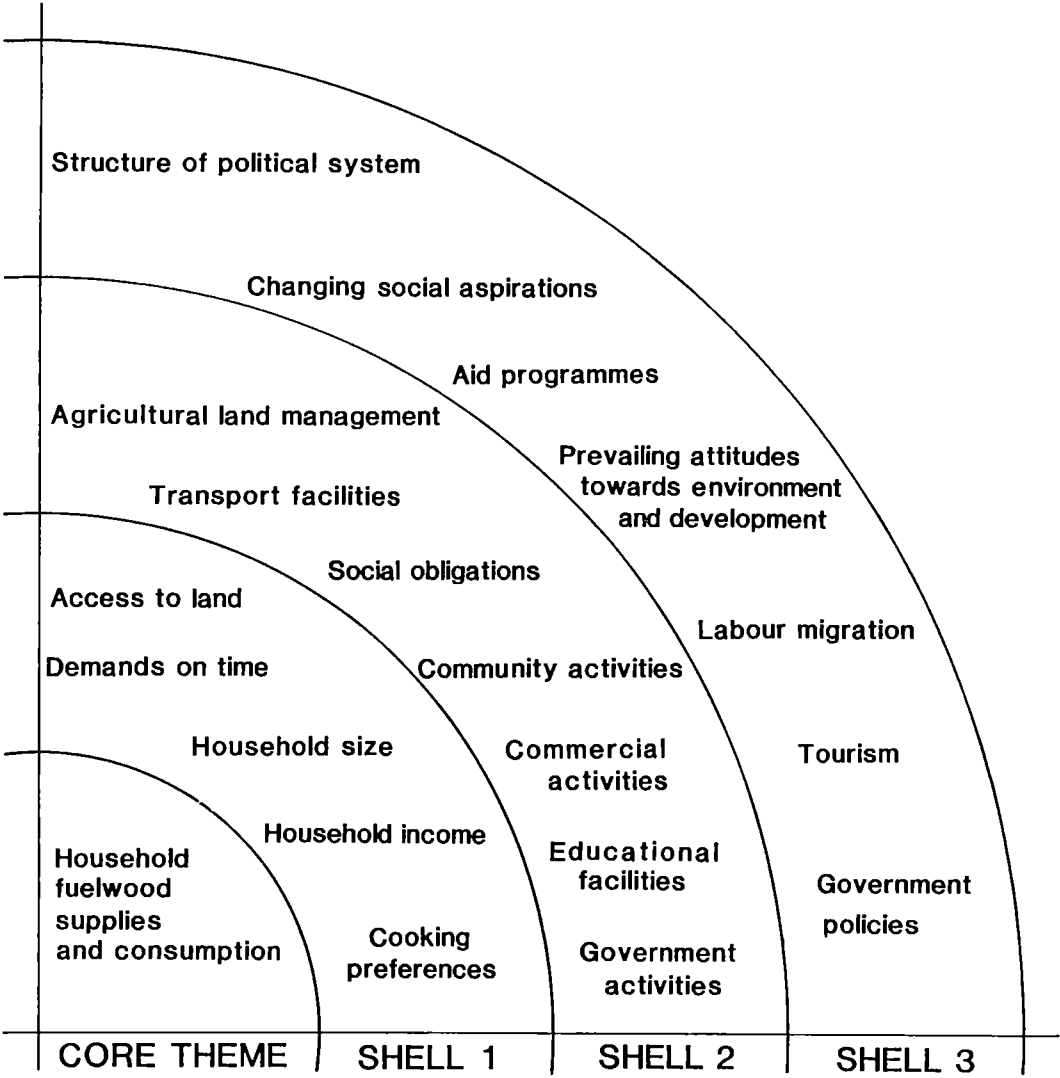 Structure of political system
Changing social aspirations
Aid programmes
Agricultural land management
Prevailing attitudes
towards environment
and development
Transport facilities
Social obligations
Access to land
Labour migration
Demands on time
Community activities
Household size
Commercial
activities
Tourism
Household income
Household
fuelwood
supplies
and consumption
Educational
facilities
Government
policies
Cooking
preferences
Government
activities
CORE THEME
SHELL 1
SHELL 2
SHELL 3